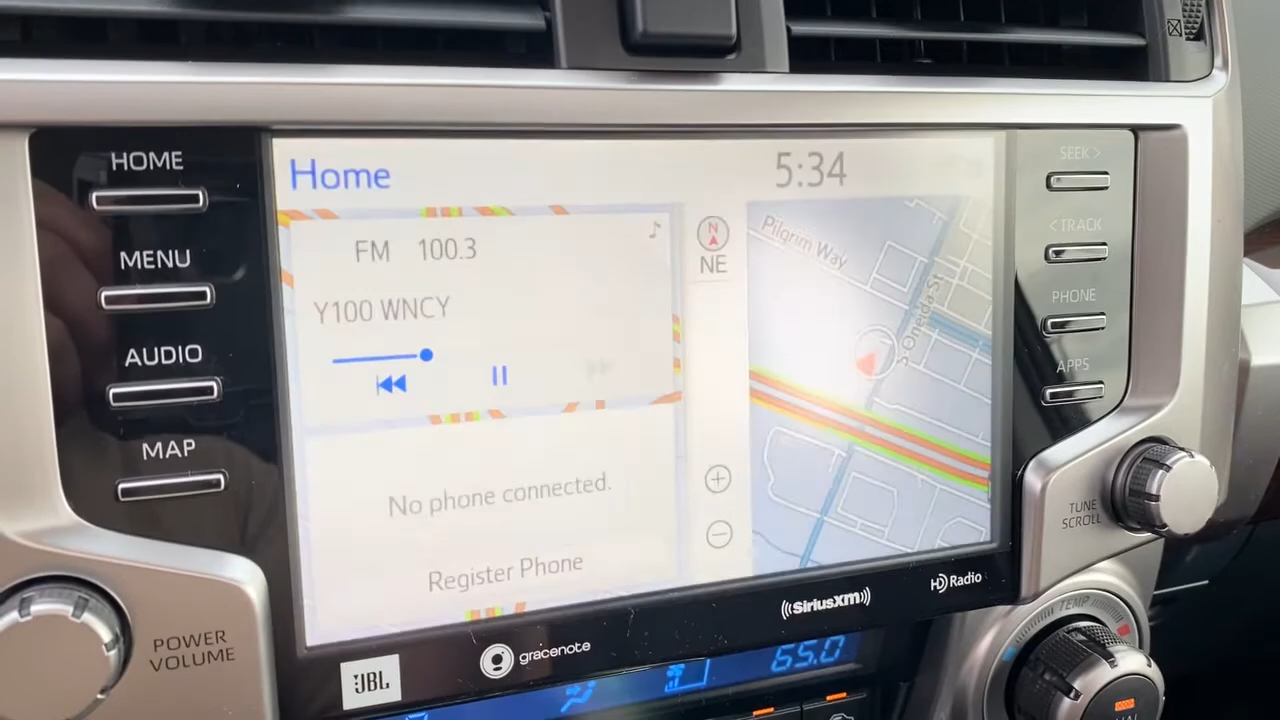 HOME
MENU
AUDIO
MAP
POWER
VOLUME
Home
5:34
FM 100.3
Y100 WNCY
No phone connected.
Register Phone
N
NE
Pilgrim Way
S Oneida St
SEEK >
< TRACK
PHONE
APPS
TUNE
SCROLL
JBL
gracenote
((SiriusXM))
HD Radio
65.0
TEMP